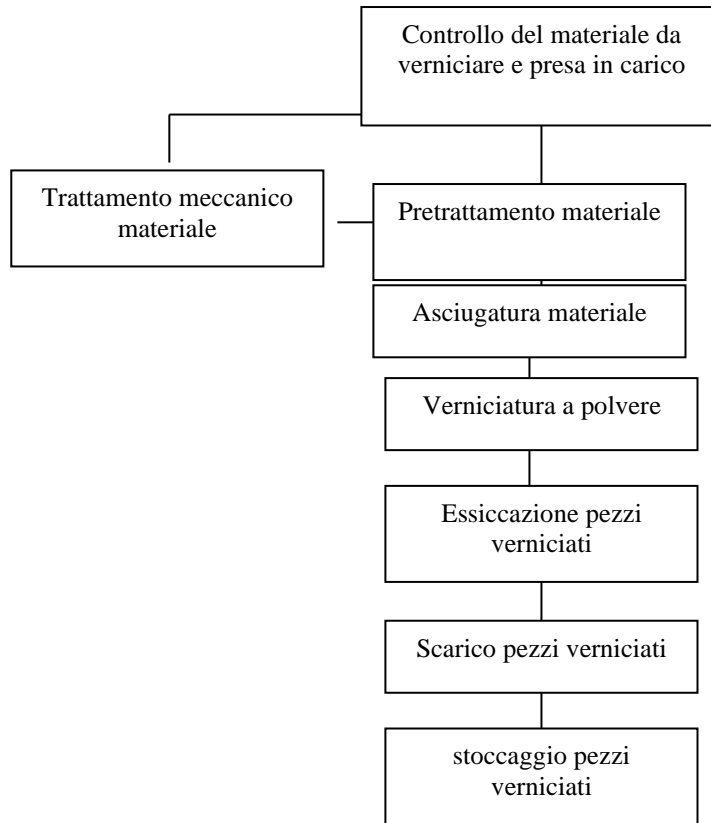 Controllo del materiale da
verniciare e presa in carico
Trattamento meccanico
materiale
Pretrattamento materiale
Asciugatura materiale
Verniciatura a polvere
Essiccazione pezzi
verniciati
Scarico pezzi verniciati
stoccaggio pezzi
verniciati